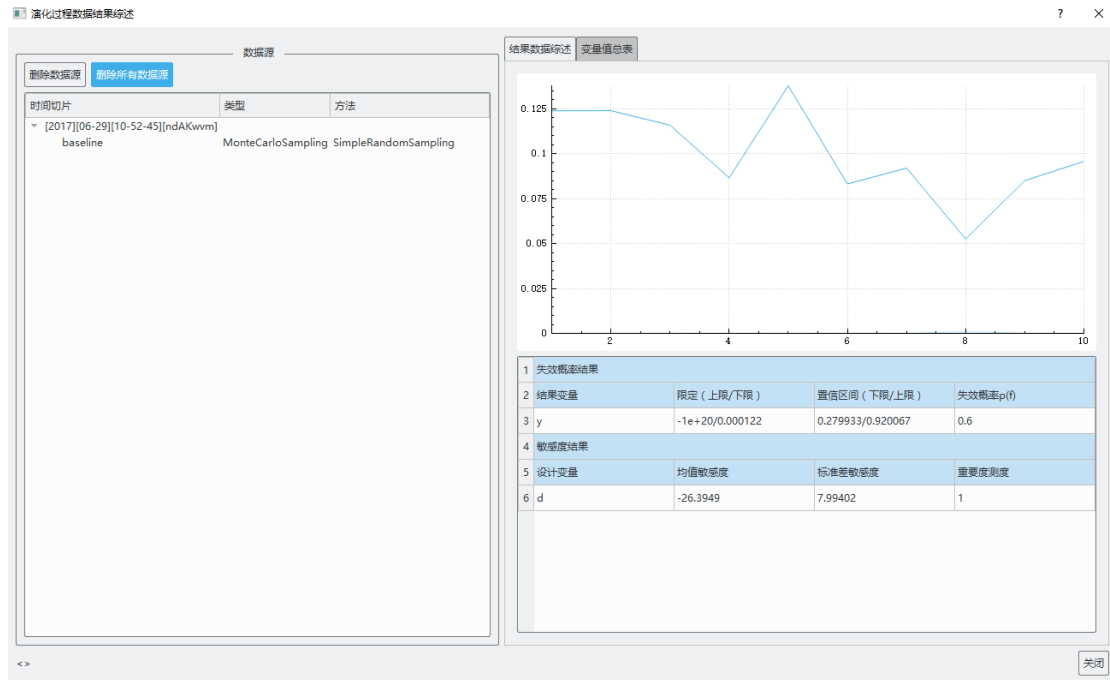 演化过程数据结果综述
? ×
数据源
删除数据源 删除所有数据源
时间切片 类型 方法
[2017][06-29][10-52-45][ndAKwvm]
baseline MonteCarloSampling SimpleRandomSampling
结果数据综述 变量值总表
0.125
0.1
0.075
0.05
0.025
0
2 4 6 8 10
1 失效概率结果
2 结果变量 限定（上限/下限） 置信区间（下限/上限） 失效概率p(f)
3 y -1e+20/0.000122 0.279933/0.920067 0.6
4 敏感度结果
5 设计变量 均值敏感度 标准差敏感度 重要度测度
6 d -26.3949 7.99402 1
<>
关闭